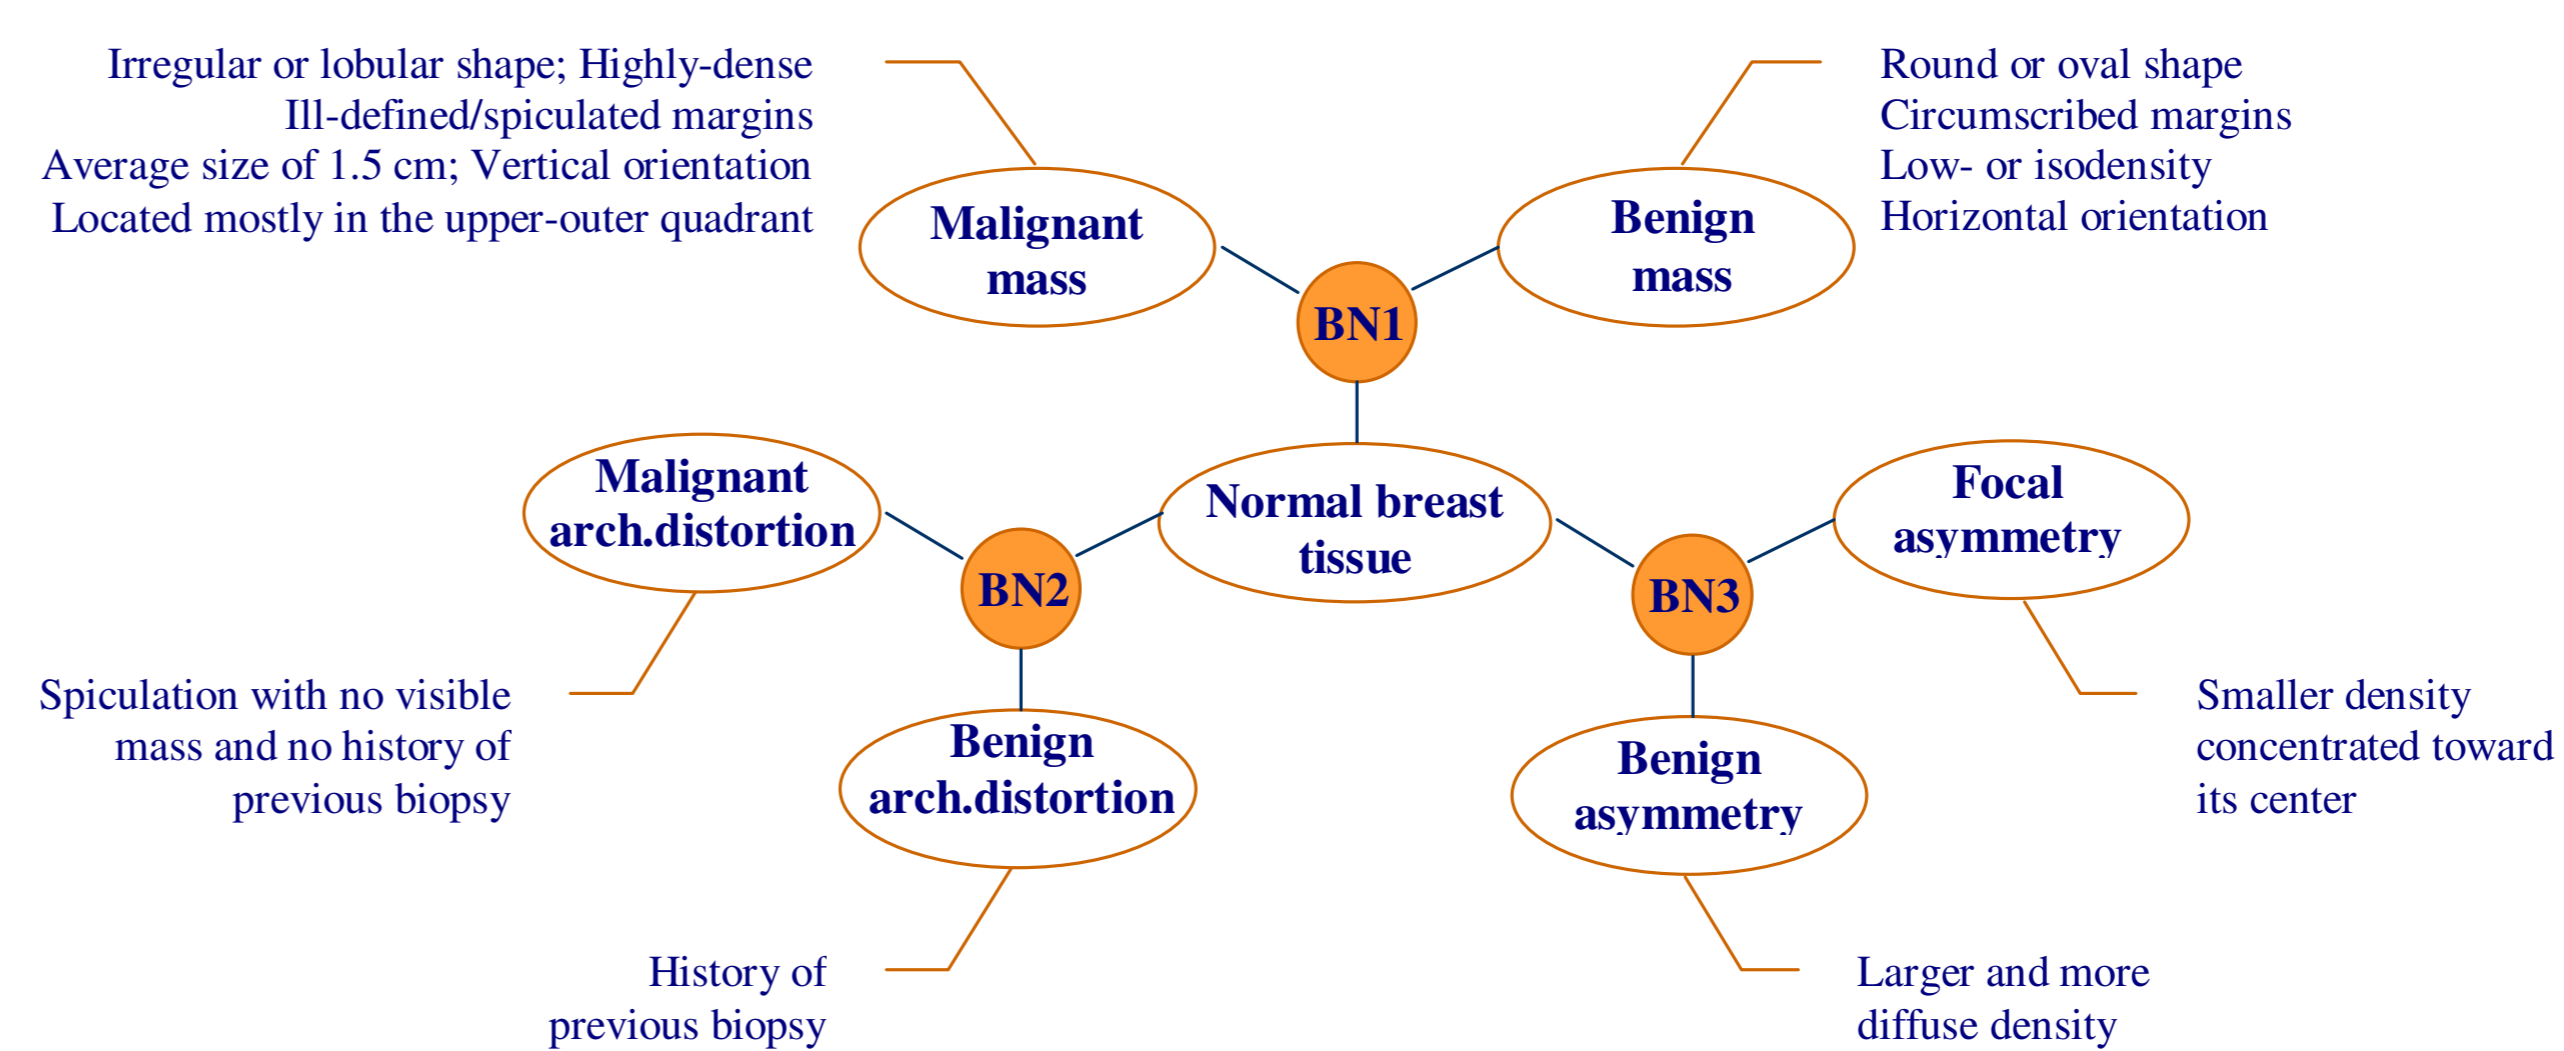 Irregular or lobular shape; Highly-dense
Ill-defined/spiculated margins
Average size of 1.5 cm; Vertical orientation
Located mostly in the upper-outer quadrant
Round or oval shape
Circumscribed margins
Low- or isodensity
Horizontal orientation
Malignant
mass
Benign
mass
BN1
Malignant
arch.distortion
Normal breast
tissue
Focal
asymmetry
BN2
BN3
Spiculation with no visible
mass and no history of
previous biopsy
Benign
arch.distortion
Benign
asymmetry
Smaller density
concentrated toward
its center
History of
previous biopsy
Larger and more
diffuse density